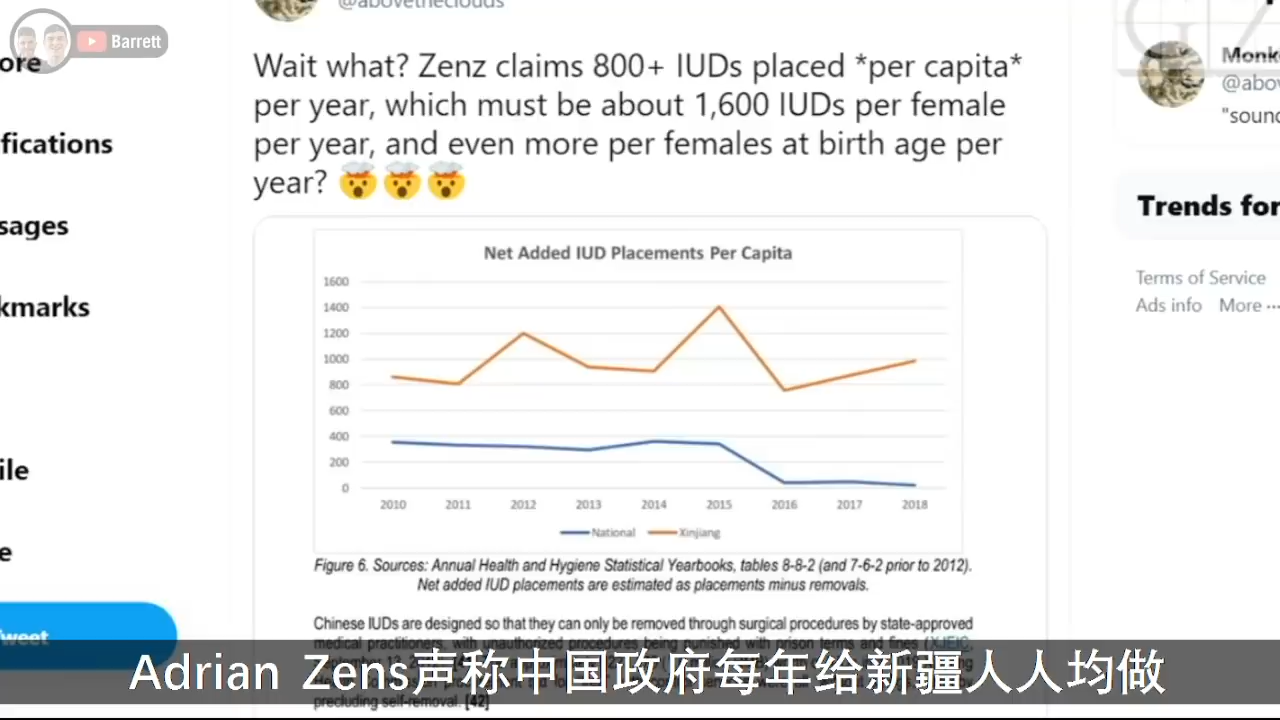 @abovetheclouds
Barrett
ore
fications
sages
kmarks
ile
e
weet
Wait what? Zenz claims 800+ IUDs placed *per capita*
per year, which must be about 1,600 IUDs per female
per year, and even more per females at birth age per
year? 🤯🤯🤯
Net Added IUD Placements Per Capita
1600
1400
1200
1000
800
600
400
200
0
2010 2011 2012 2013 2014 2015 2016 2017 2018
National Xinjiang
Figure 6. Sources: Annual Health and Hygiene Statistical Yearbooks, tables 8-8-2 (and 7-6-2 prior to 2012).
Net added IUD placements are estimated as placements minus removals.
Chinese IUDs are designed so that they can only be removed through surgical procedures by state-approved
medical practitioners, with unauthorized procedures being punished with prison terms and fines (XJEIC,
precluding self-removal. [42]
Monk
@abov
"sound
Trends for
Terms of Service
Ads info More ···
Adrian Zens声称中国政府每年给新疆人人均做